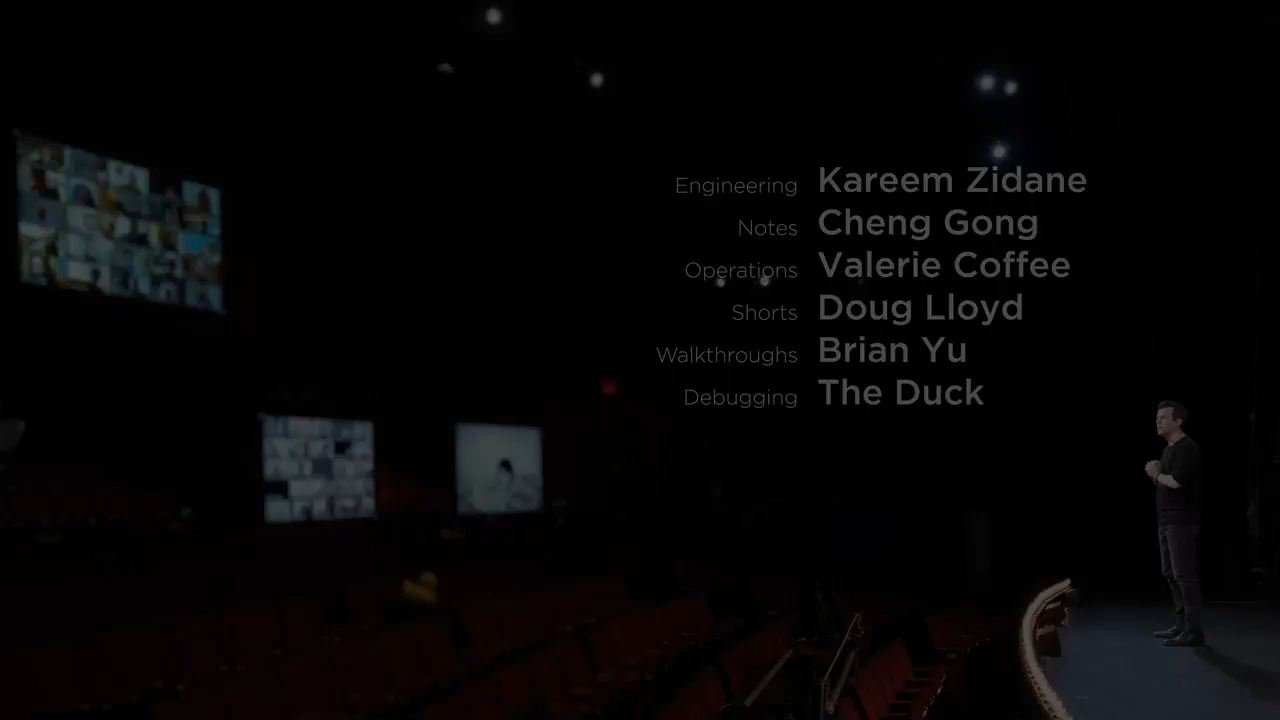 Engineering Kareem Zidane
Notes Cheng Gong
Operations Valerie Coffee
Shorts Doug Lloyd
Walkthroughs Brian Yu
Debugging The Duck